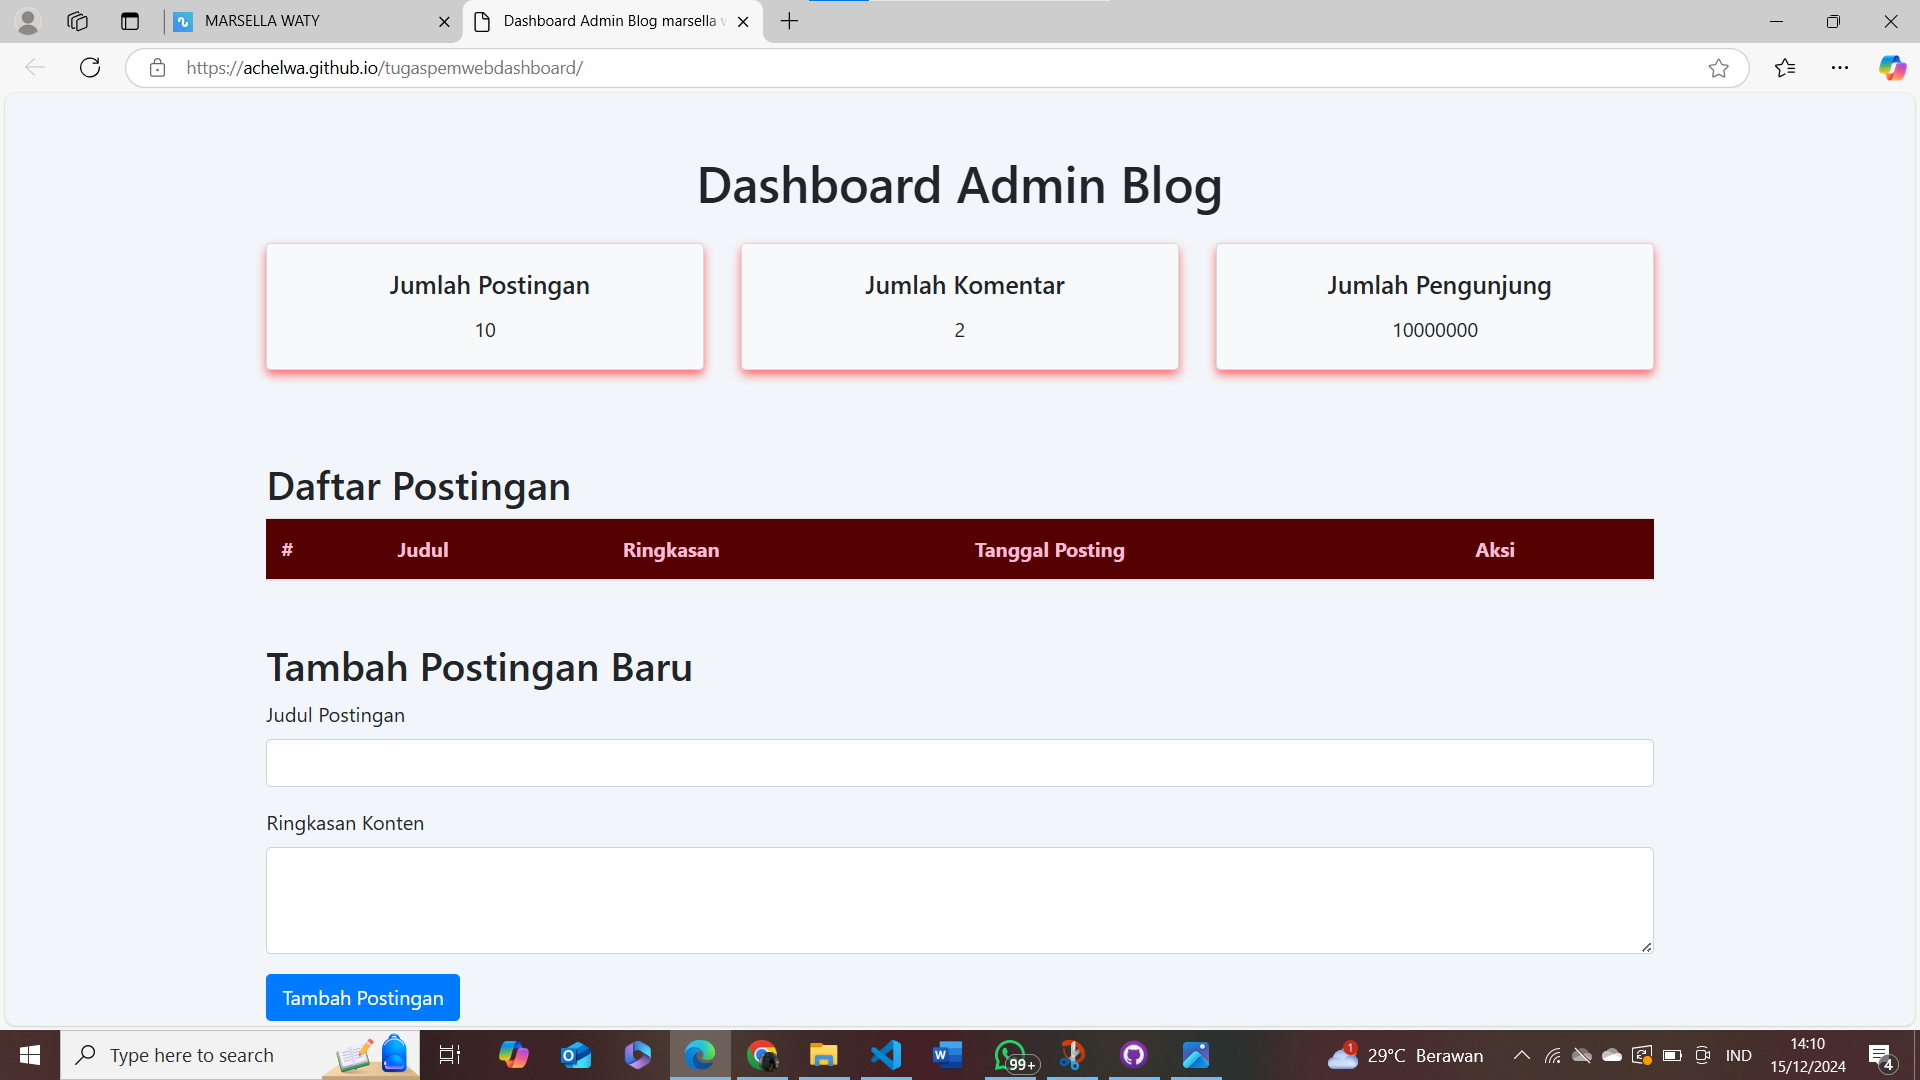 MARSELLA WATY
Dashboard Admin Blog marsella w
https://achelwa.github.io/tugaspemwebdashboard/
Dashboard Admin Blog
Jumlah Postingan
10
Jumlah Komentar
2
Jumlah Pengunjung
10000000
Daftar Postingan
# Judul Ringkasan Tanggal Posting Aksi
Tambah Postingan Baru
Judul Postingan
Ringkasan Konten
Tambah Postingan
Type here to search
99+
1
29°C Berawan
IND
14:10
15/12/2024
4